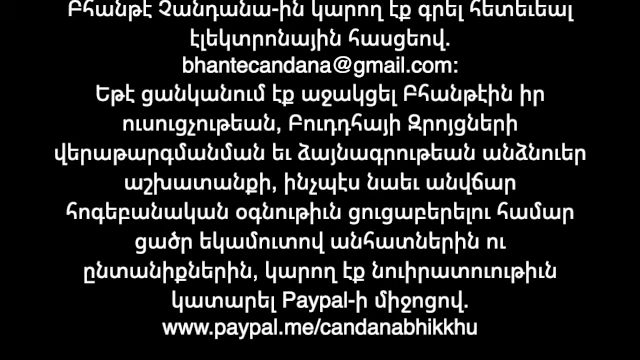 Բհանթէ Չանդանա-ին կարող էք գրել հետեւեալ
էլեկտրոնային հասցեով.
bhantecandana@gmail.com:
Եթէ ցանկանում էք աջակցել Բհանթէին իր
ուսուցչութեան, Բուդդհայի Զրոյցների
վերաթարգմանման եւ ձայնագրութեան անձնուեր
աշխատանքի, ինչպէս նաեւ անվճար
հոգեբանական օգնութիւն ցուցաբերելու համար
ցածր եկամուտով անհատներին ու
ընտանիքներին, կարող էք նուիրատուութիւն
կատարել Paypal-ի միջոցով.
www.paypal.me/candanabhikkhu